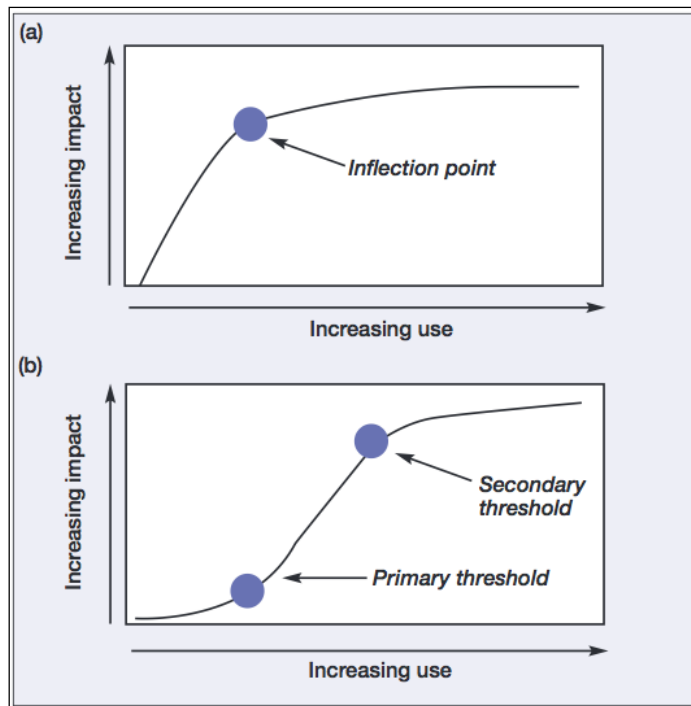 (a)
Increasing impact
Inflection point
Increasing use
(b)
Increasing impact
Secondary
threshold
Primary threshold
Increasing use